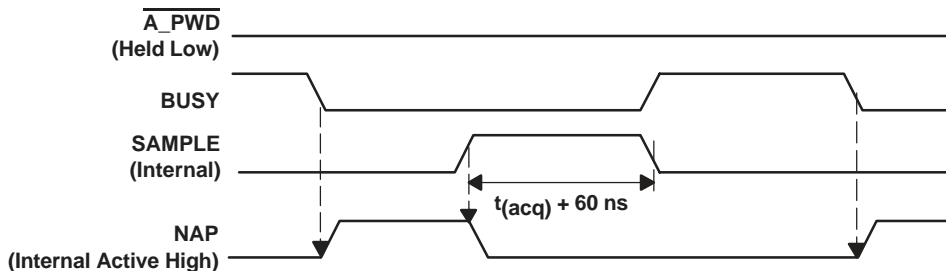 A_PWD
(Held Low)
BUSY
SAMPLE
(Internal)
t(acq) + 60 ns
NAP
(Internal Active High)